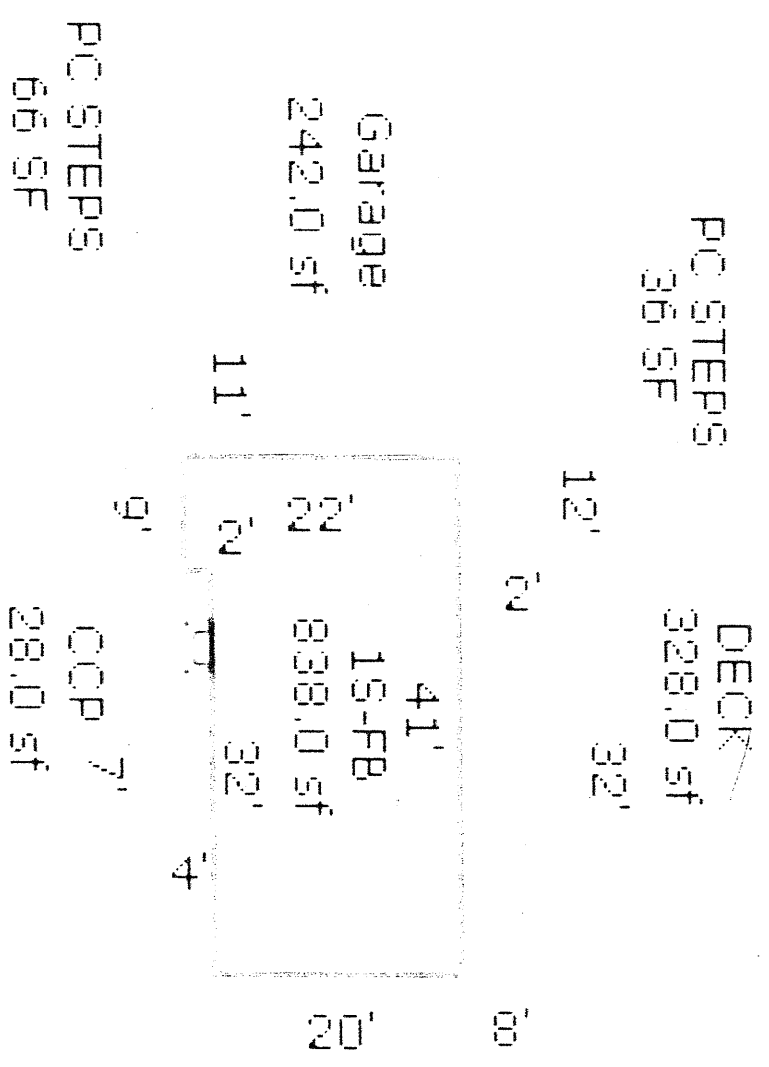 PC STEPS
36 SF
DECK
328.0 sf
12'
2'
32'
8'
Garage
242.0 sf
11'
41'
1S-FB
838.0 sf
22'
2'
32'
20'
9'
4'
7'
PC STEPS
66 SF
CCP
28.0 sf